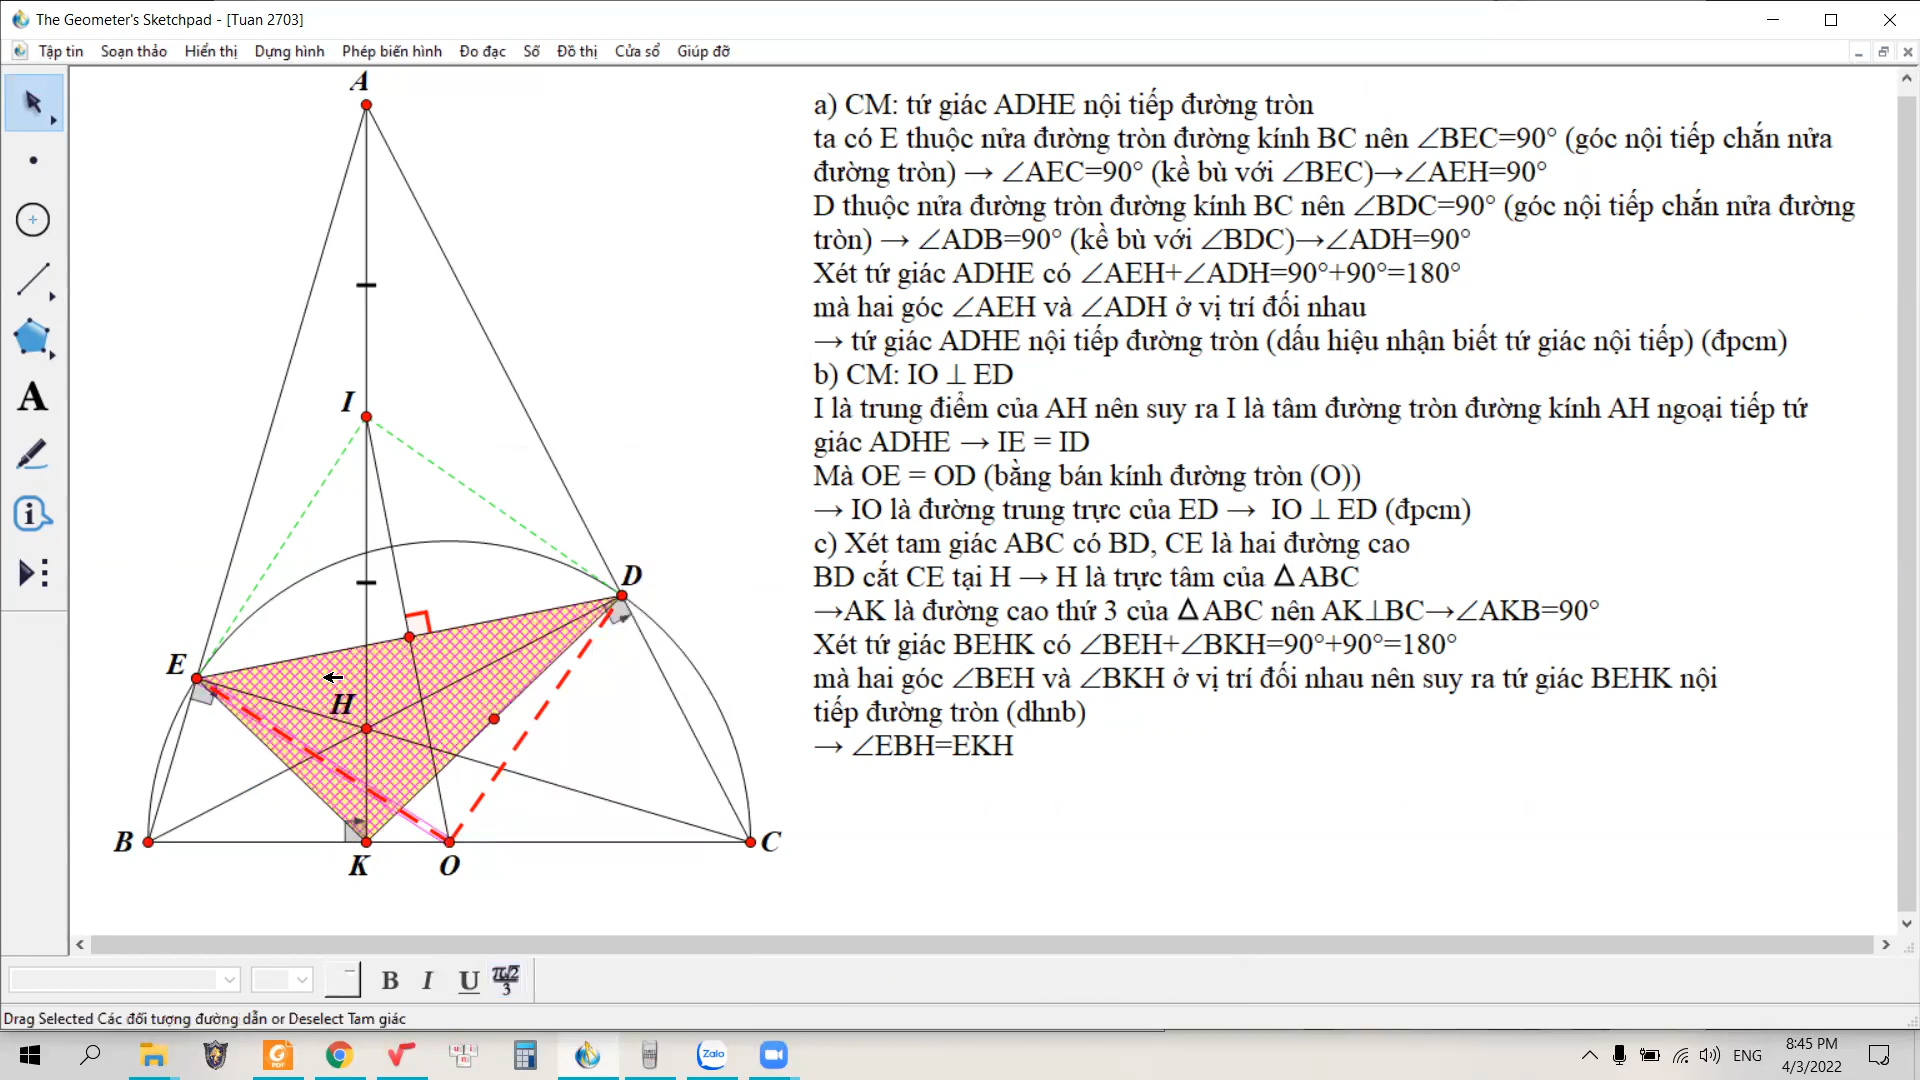 The Geometer's Sketchpad - [Tuan 2703]
Tập tin Soạn thảo Hiển thị Dựng hình Phép biến hình Đo đạc Số Đồ thị Cửa sổ Giúp đỡ
A
I
D
E
H
B
K
O
C
a) CM: tứ giác ADHE nội tiếp đường tròn
ta có E thuộc nửa đường tròn đường kính BC nên ∠BEC=90° (góc nội tiếp chắn nửa
đường tròn) → ∠AEC=90° (kề bù với ∠BEC)→∠AEH=90°
D thuộc nửa đường tròn đường kính BC nên ∠BDC=90° (góc nội tiếp chắn nửa đường
tròn) → ∠ADB=90° (kề bù với ∠BDC)→∠ADH=90°
Xét tứ giác ADHE có ∠AEH+∠ADH=90°+90°=180°
mà hai góc ∠AEH và ∠ADH ở vị trí đối nhau
→ tứ giác ADHE nội tiếp đường tròn (dấu hiệu nhận biết tứ giác nội tiếp) (đpcm)
b) CM: IO ⊥ ED
I là trung điểm của AH nên suy ra I là tâm đường tròn đường kính AH ngoại tiếp tứ
giác ADHE → IE = ID
Mà OE = OD (bằng bán kính đường tròn (O))
→ IO là đường trung trực của ED → IO ⊥ ED (đpcm)
c) Xét tam giác ABC có BD, CE là hai đường cao
BD cắt CE tại H → H là trực tâm của ΔABC
→AK là đường cao thứ 3 của ΔABC nên AK⊥BC→∠AKB=90°
Xét tứ giác BEHK có ∠BEH+∠BKH=90°+90°=180°
mà hai góc ∠BEH và ∠BKH ở vị trí đối nhau nên suy ra tứ giác BEHK nội
tiếp đường tròn (dhnb)
→ ∠EBH=EKH
B I U π√2/3
Drag Selected Các đối tượng đường dẫn or Deselect Tam giác
PDF
Zalo
ENG
8:45 PM
4/3/2022